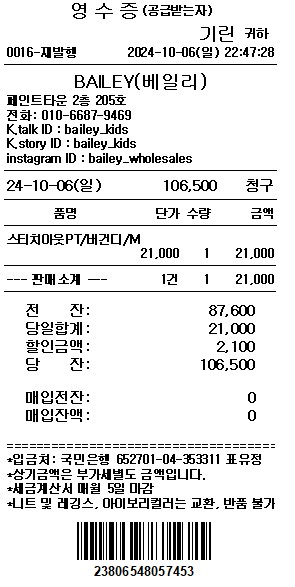 영 수 증 (공급받는자)
기린 귀하
0016-재발행 2024-10-06(일) 22:47:28
BAILEY(베일리)
페인트타운 2층 205호
전화: 010-6687-9469
K.talk ID : bailey_kids
K.story ID : bailey_kids
instagram ID : bailey_wholesales
24-10-06(일) 106,500 청구
품명 단가 수량 금액
스티치아웃PT/버건디/M
21,000 1 21,000
--- 판매소계 --- 1건 1 21,000
전 잔: 87,600
당일합계: 21,000
할인금액: 2,100
당 잔: 106,500
매입전잔: 0
매입잔액: 0
*입금처: 국민은행 652701-04-353311 표유정
*상기금액은 부가세별도 금액입니다.
*세금계산서 매월 5일 마감
*니트 및 레깅스, 아이보리컬러는 교환, 반품 불가
23806548057453